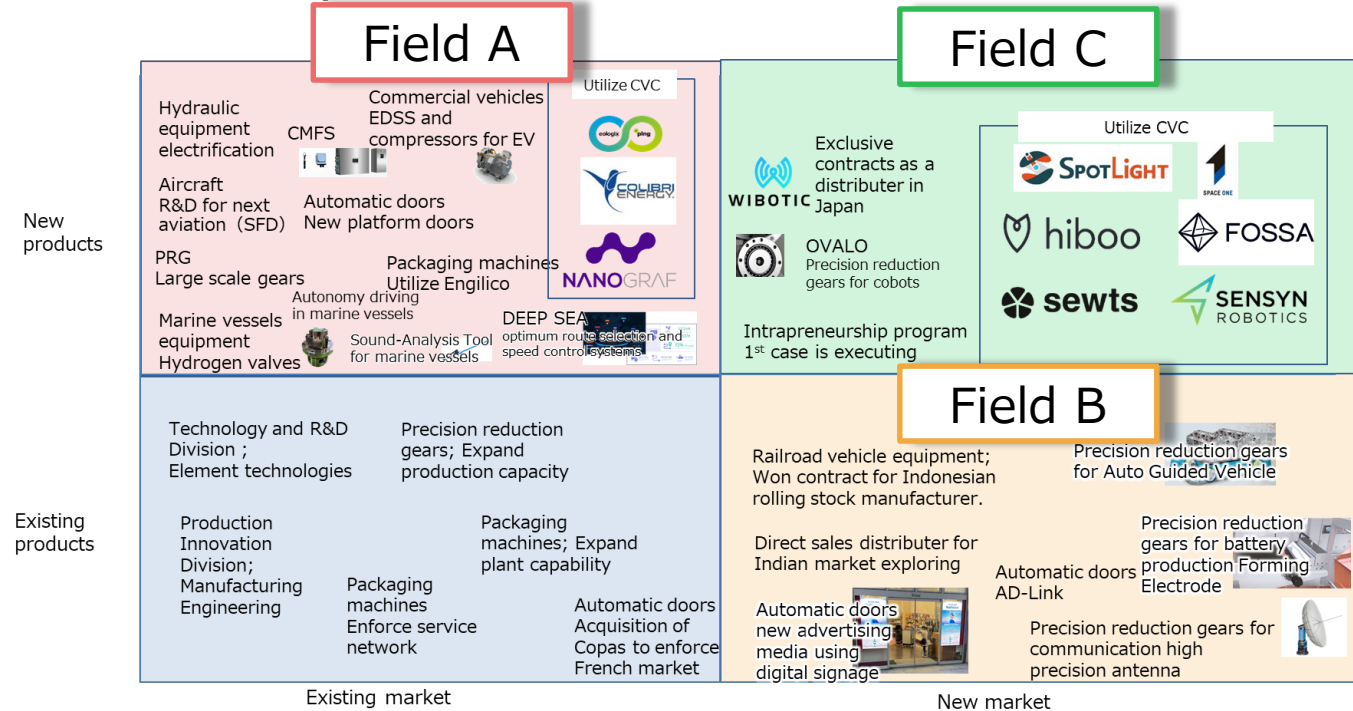 Field A
Field C
Hydraulic
equipment
electrification
CMFS
Commercial vehicles
EDSS and
compressors for EV
Utilize CVC
eologix
ping
Aircraft
R&D for next
aviation（SFD）
Automatic doors
New platform doors
COLIBRI
ENERGY.
PRG
Large scale gears
Packaging machines
Utilize Engilico
NANOGRAF
Autonomy driving
in marine vessels
Marine vessels
equipment
Hydrogen valves
Sound-Analysis Tool
for marine vessels
DEEP SEA
optimum route selection and
speed control systems
New
products
WIBOTIC
Exclusive
contracts as a
distributer in
Japan
OVALO
Precision reduction
gears for cobots
Intrapreneurship program
1st case is executing
Utilize CVC
SPOTLIGHT
SPACE ONE
hiboo
FOSSA
sewts
SENSYN
ROBOTICS
Field B
Technology and R&D
Division ;
Element technologies
Precision reduction
gears; Expand
production capacity
Production
Innovation
Division;
Manufacturing
Engineering
Packaging
machines; Expand
plant capability
Packaging
machines
Enforce service
network
Automatic doors
Acquisition of
Copas to enforce
French market
Existing
products
Railroad vehicle equipment;
Won contract for Indonesian
rolling stock manufacturer.
Precision reduction gears
for Auto Guided Vehicle
Direct sales distributer for
Indian market exploring
Precision reduction
gears for battery
production Forming
Electrode
Automatic doors
AD-Link
Automatic doors
new advertising
media using
digital signage
Precision reduction gears for
communication high
precision antenna
Existing market
New market